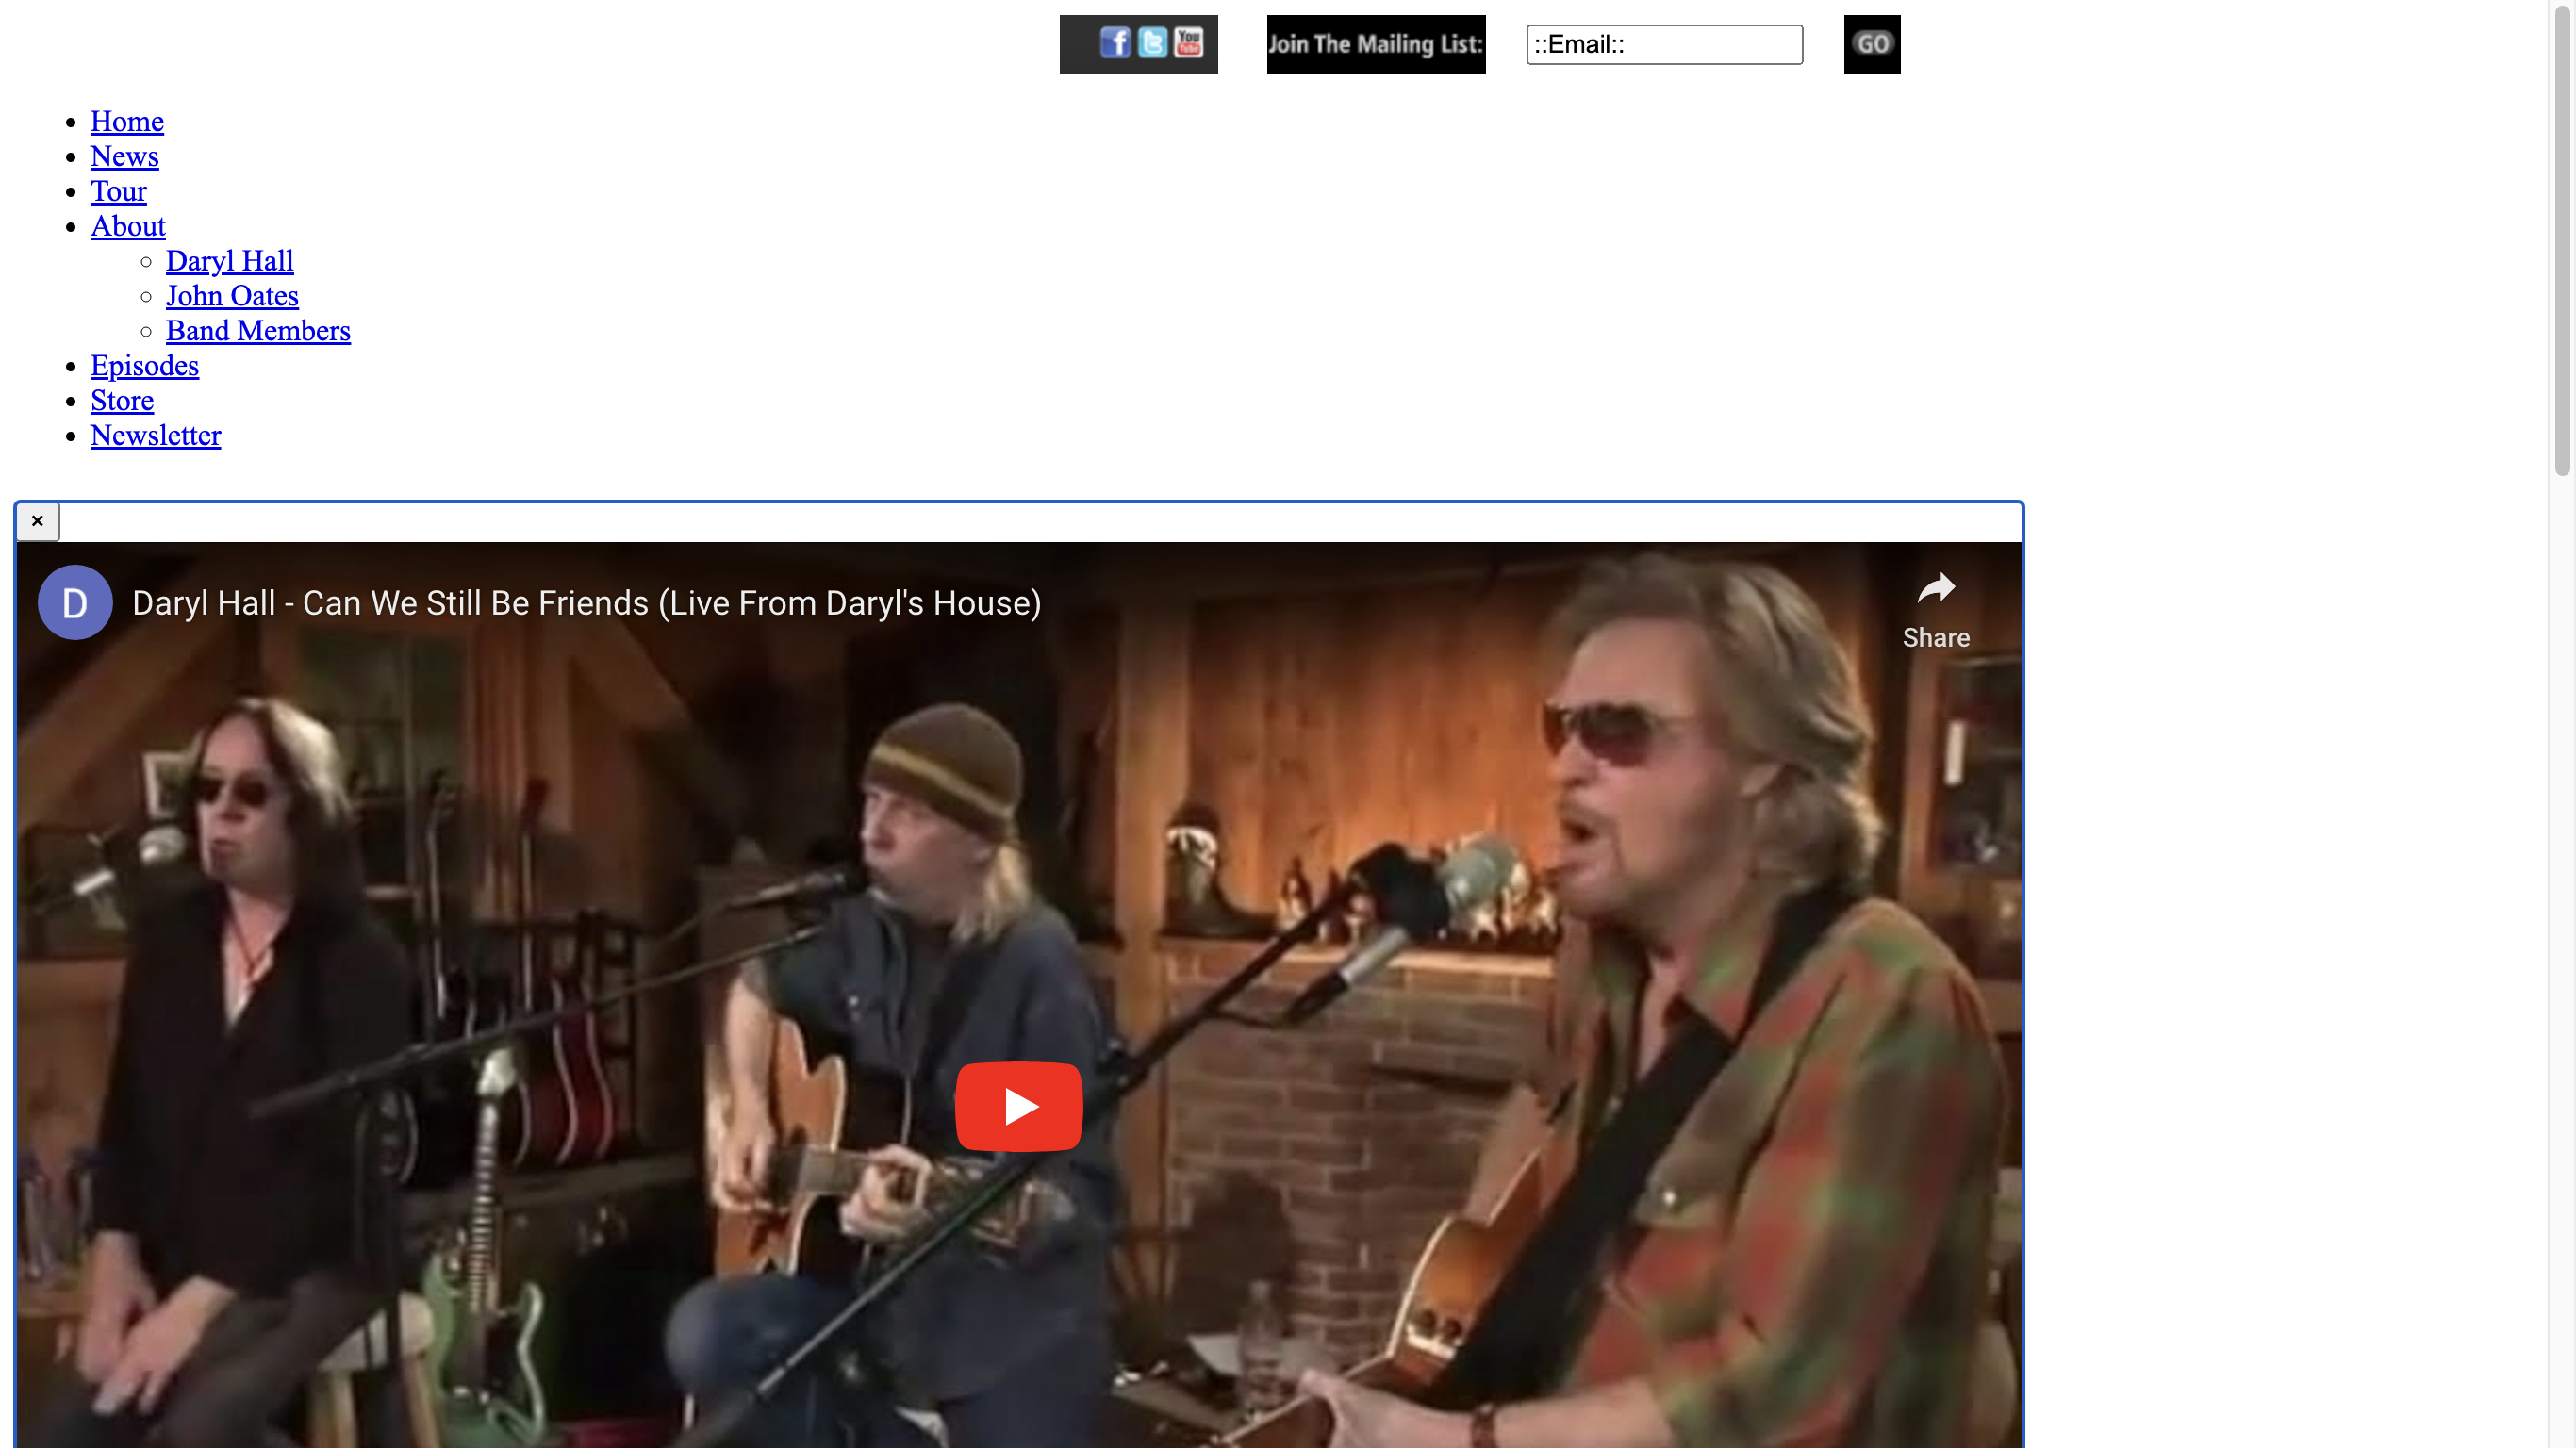 f t You Tube
Join The Mailing List:
::Email::
GO
Home
News
Tour
About
Daryl Hall
John Oates
Band Members
Episodes
Store
Newsletter
×
D
Daryl Hall - Can We Still Be Friends (Live From Daryl's House)
Share